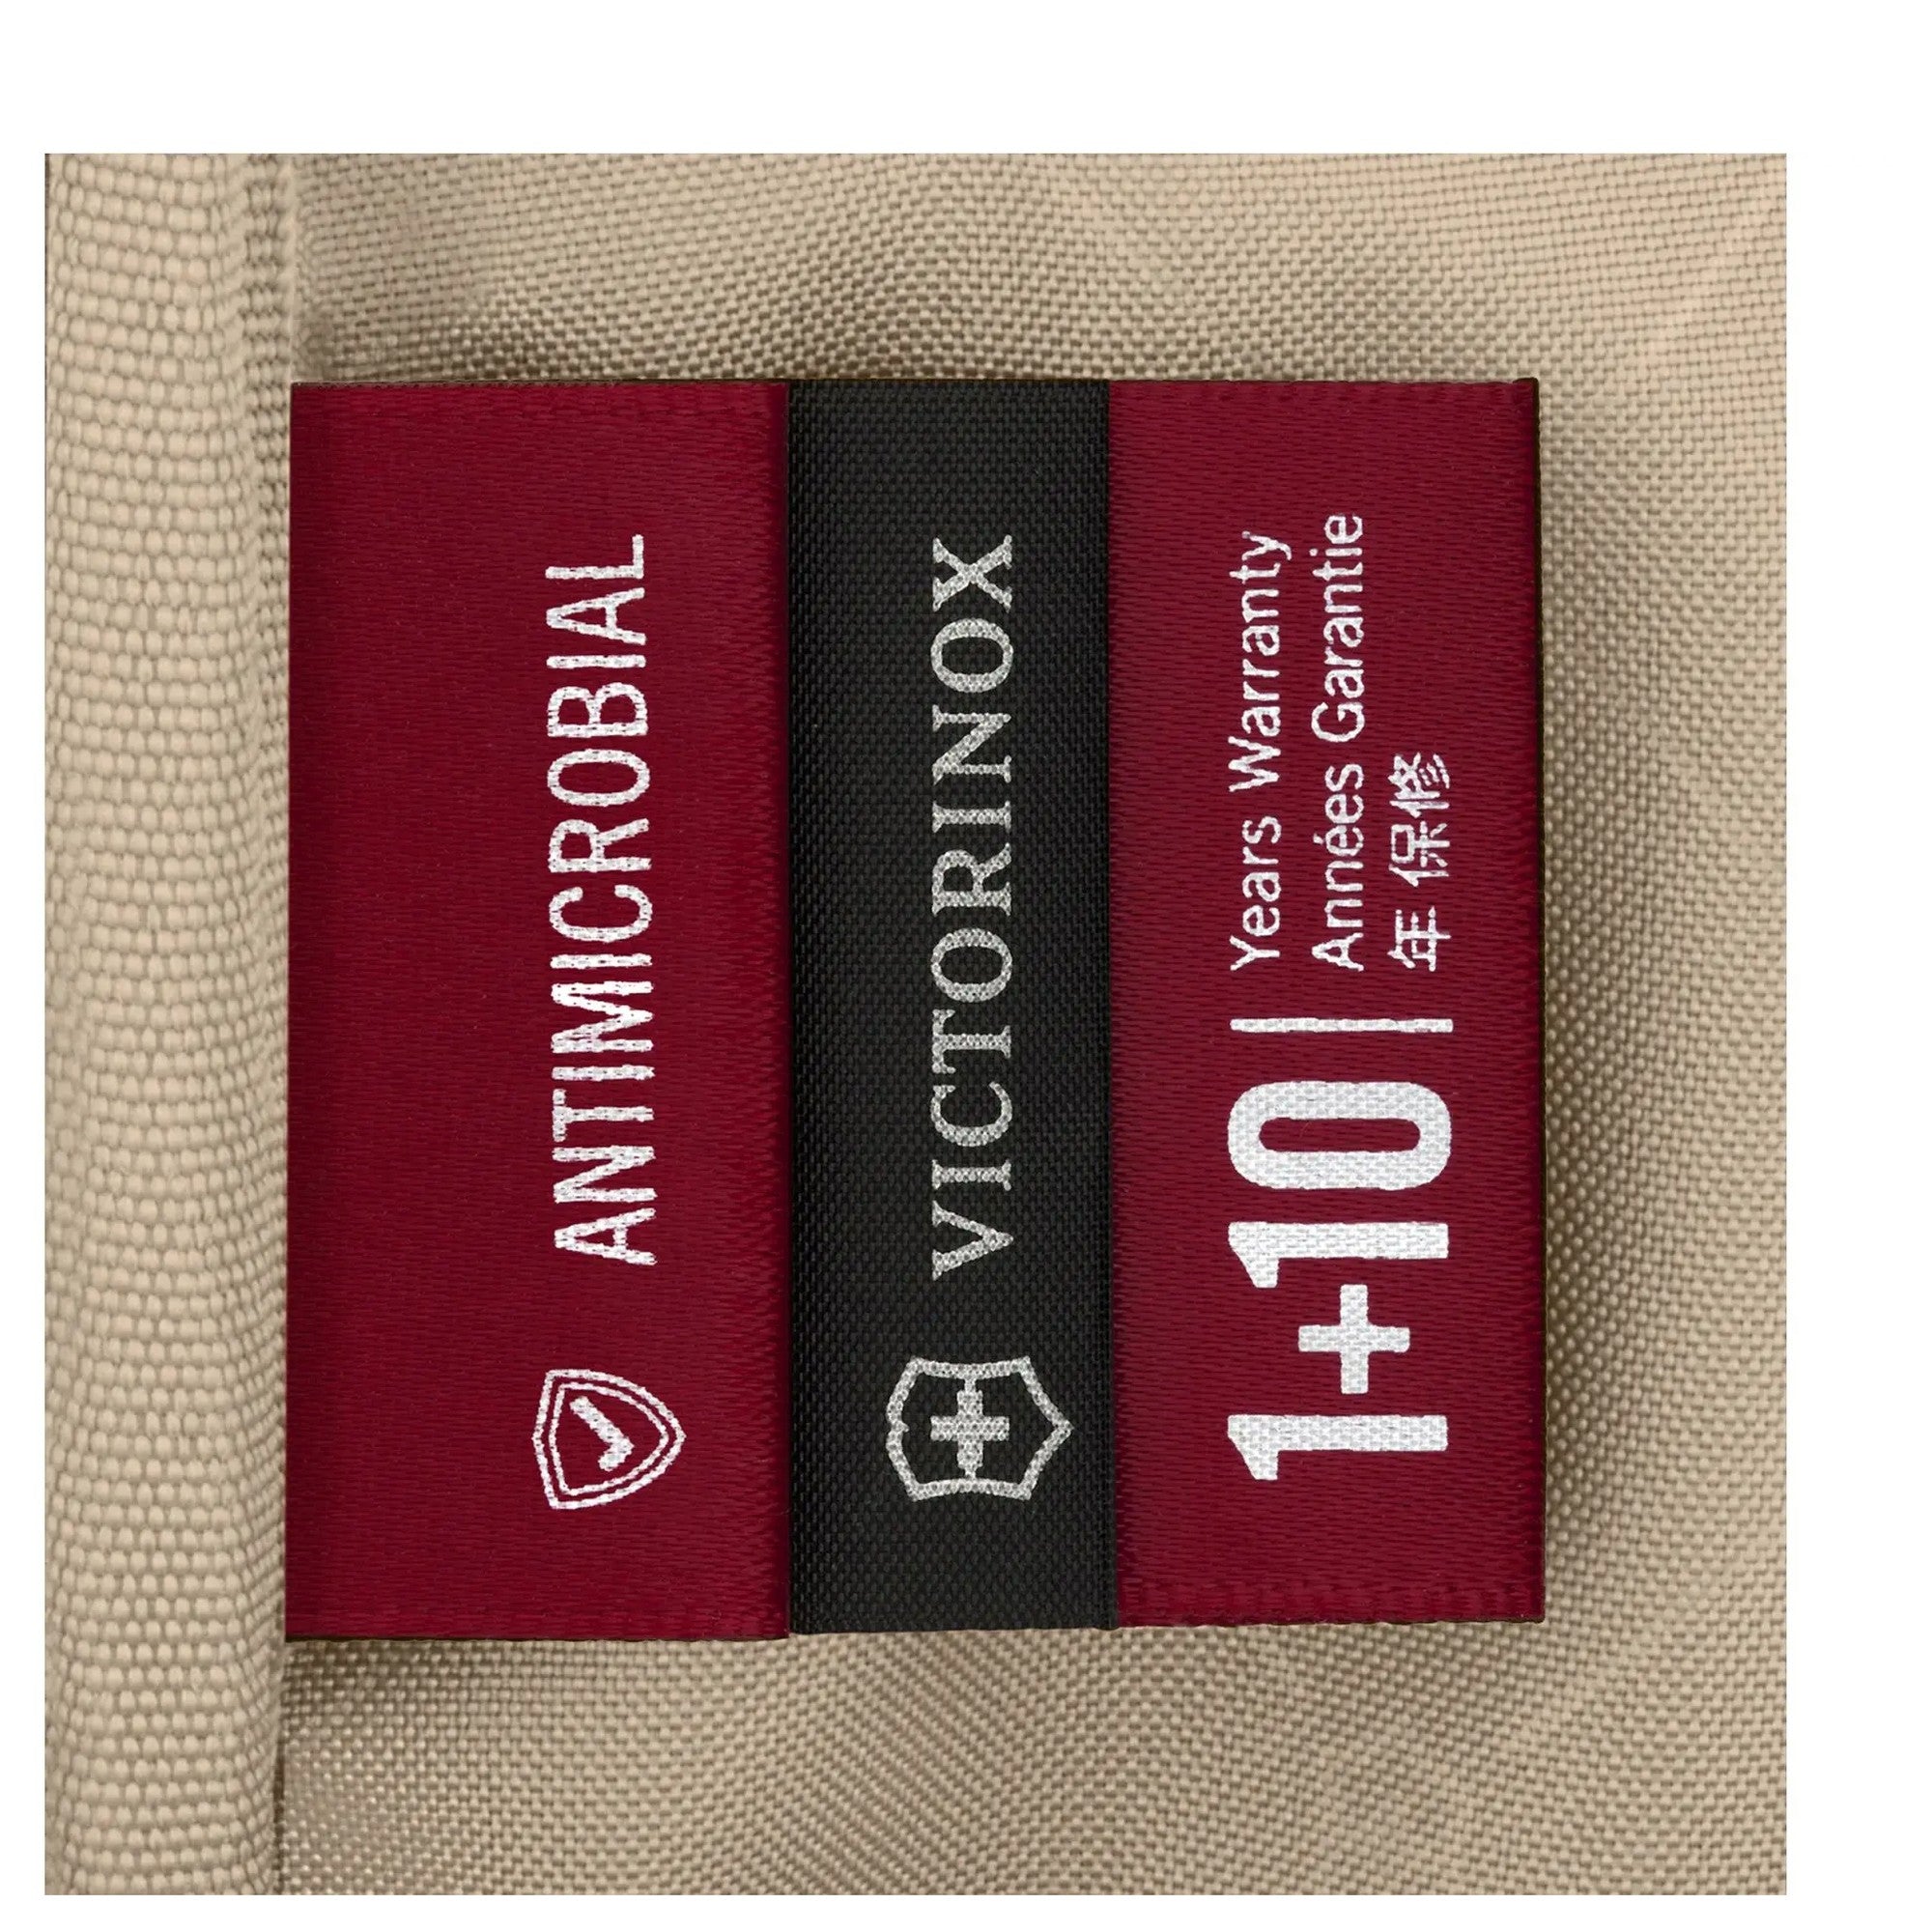 ANTIMICROBIAL
VICTORINOX
1+10
Years Warranty
Années Garantie
年 保修